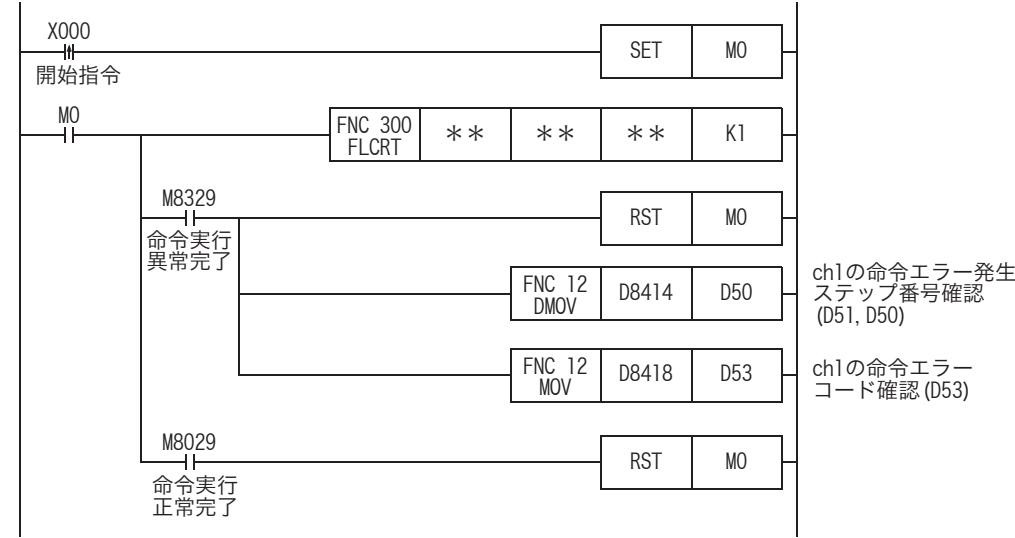 X000
SET M0
開始指令
M0
FNC 300
FLCRT
** ** ** K1
M8329
RST M0
命令実行
異常完了
FNC 12
DMOV
D8414 D50
ch1の命令エラー発生
ステップ番号確認
(D51, D50)
FNC 12
MOV
D8418 D53
ch1の命令エラー
コード確認 (D53)
M8029
RST M0
命令実行
正常完了